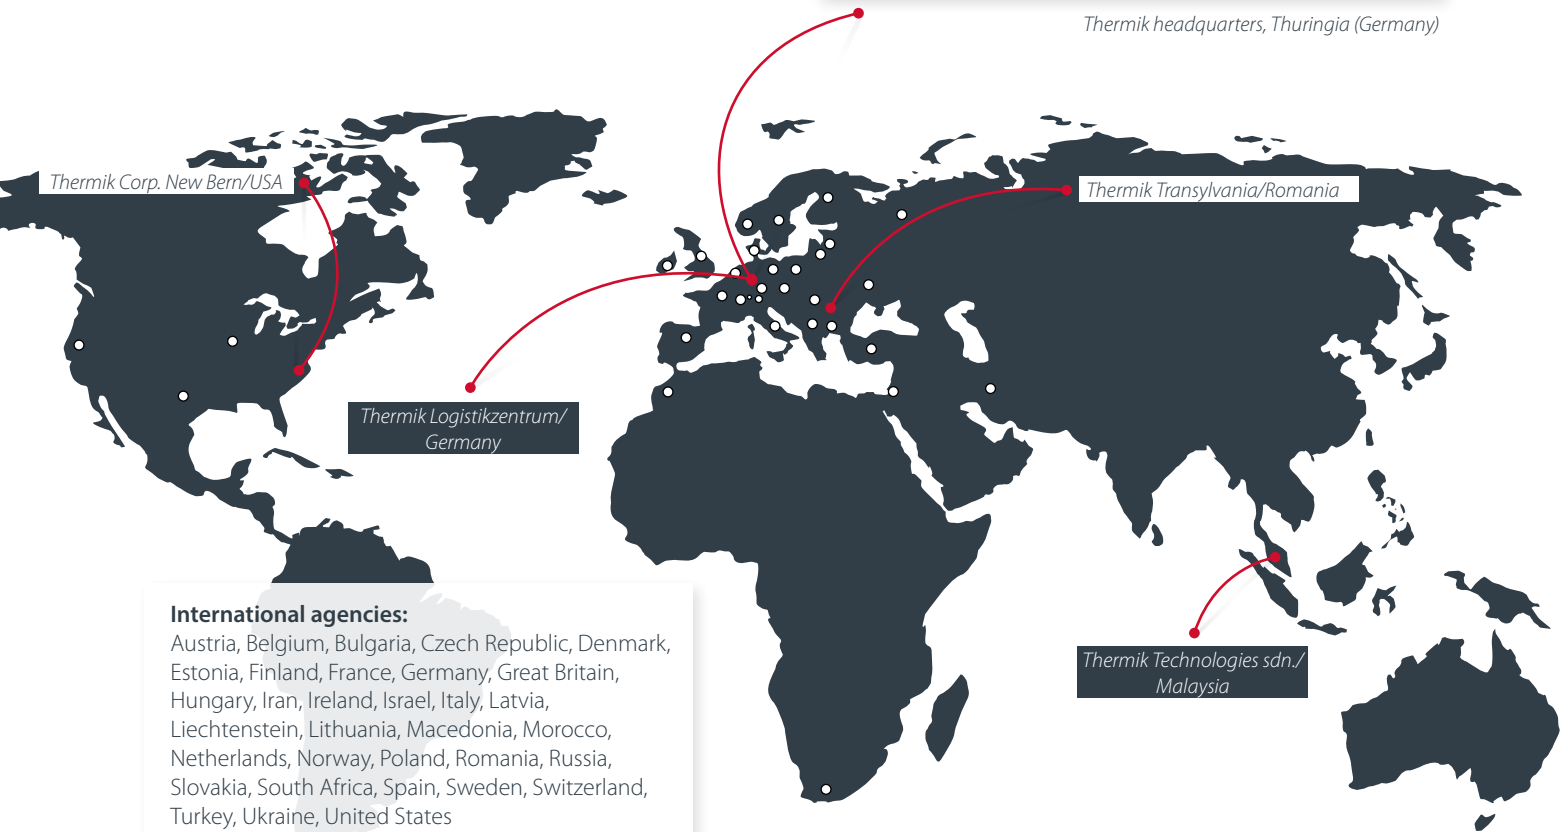 Thermik headquarters, Thuringia (Germany)
Thermik Corp. New Bern/USA
Thermik Transylvania/Romania
Thermik Logistikzentrum/
Germany
International agencies:
Austria, Belgium, Bulgaria, Czech Republic, Denmark,
Estonia, Finland, France, Germany, Great Britain,
Hungary, Iran, Ireland, Israel, Italy, Latvia,
Liechtenstein, Lithuania, Macedonia, Morocco,
Netherlands, Norway, Poland, Romania, Russia,
Slovakia, South Africa, Spain, Sweden, Switzerland,
Turkey, Ukraine, United States
Thermik Technologies sdn./
Malaysia